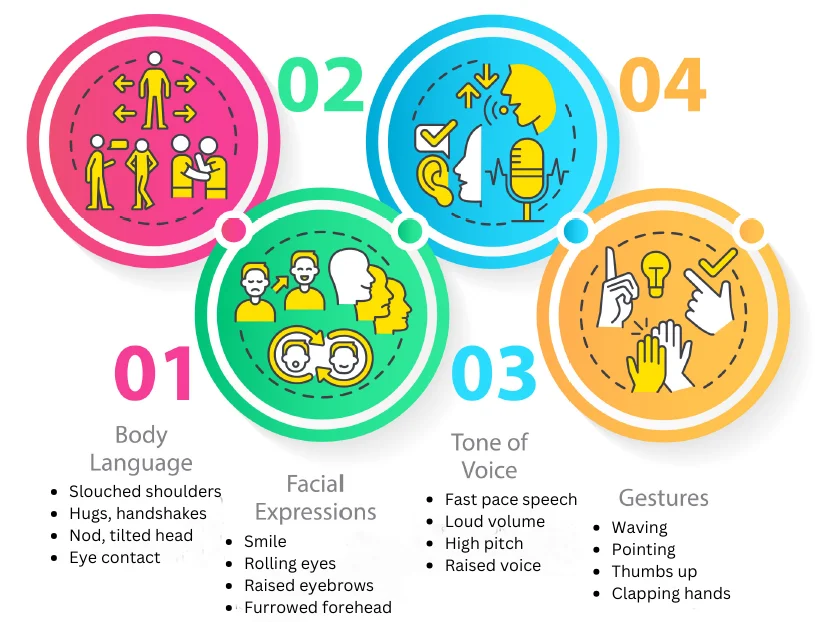 01
Body
Language
Slouched shoulders
Hugs, handshakes
Nod, tilted head
Eye contact
02
Facial
Expressions
Smile
Rolling eyes
Raised eyebrows
Furrowed forehead
03
Tone of
Voice
Fast pace speech
Loud volume
High pitch
Raised voice
04
Gestures
Waving
Pointing
Thumbs up
Clapping hands